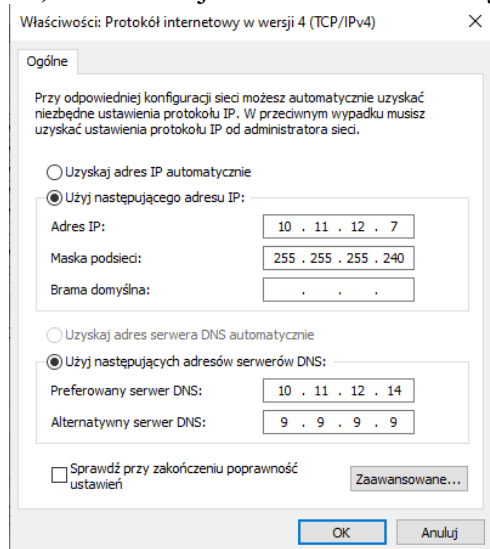 Właściwości: Protokół internetowy w wersji 4 (TCP/IPv4)
Ogólne
Przy odpowiedniej konfiguracji sieci możesz automatycznie uzyskać
niezbędne ustawienia protokołu IP. W przeciwnym wypadku musisz
uzyskać ustawienia protokołu IP od administratora sieci.
Uzyskaj adres IP automatycznie
Użyj następującego adresu IP:
Adres IP: 10 . 11 . 12 . 7
Maska podsieci: 255 . 255 . 255 . 240
Brama domyślna: . . .
Uzyskaj adres serwera DNS automatycznie
Użyj następujących adresów serwerów DNS:
Preferowany serwer DNS: 10 . 11 . 12 . 14
Alternatywny serwer DNS: 9 . 9 . 9 . 9
Sprawdź przy zakończeniu poprawność
ustawień
Zaawansowane...
OK Anuluj